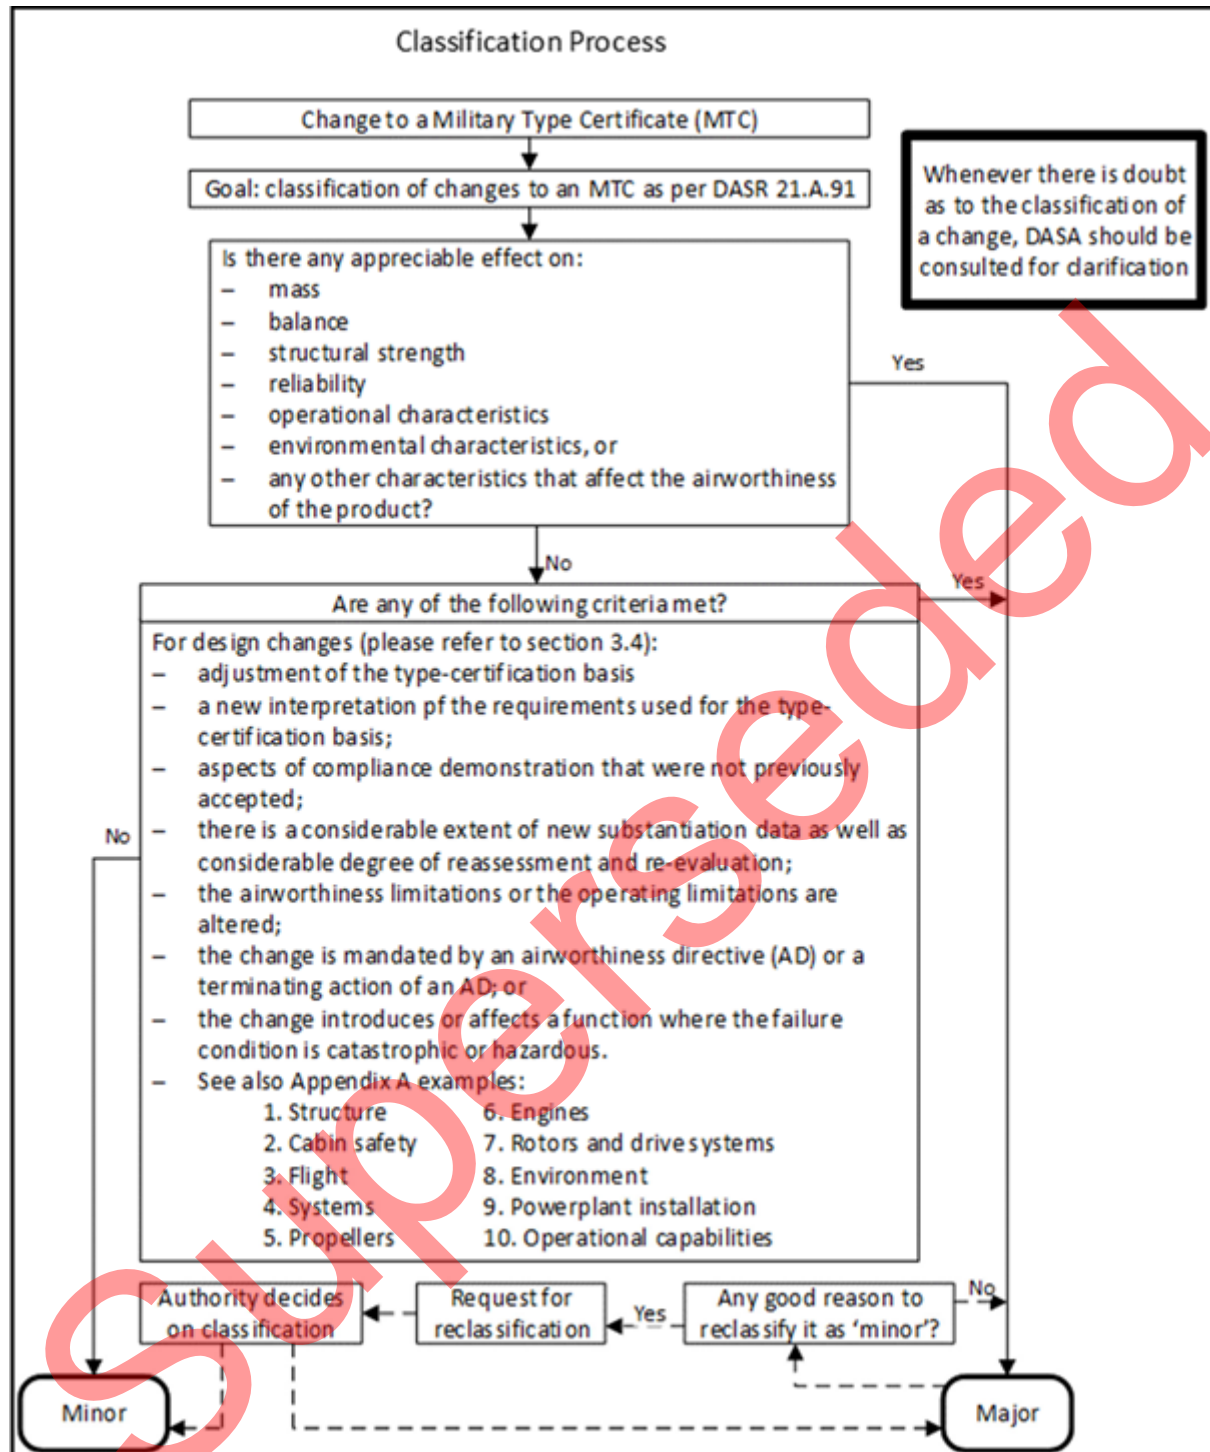 Classification Process
Change to a Military Type Certificate (MTC)
Goal: classification of changes to an MTC as per DASR 21.A.91
Whenever there is doubt
as to the classification of
a change, DASA should be
consulted for clarification
Is there any appreciable effect on:
– mass
– balance
– structural strength
– reliability
– operational characteristics
– environmental characteristics, or
– any other characteristics that affect the airworthiness
of the product?
Yes
No
Are any of the following criteria met?
Yes
For design changes (please refer to section 3.4):
– adjustment of the type-certification basis
– a new interpretation pf the requirements used for the type-
certification basis;
– aspects of compliance demonstration that were not previously
accepted;
– there is a considerable extent of new substantiation data as well as
considerable degree of reassessment and re-evaluation;
– the airworthiness limitations or the operating limitations are
altered;
– the change is mandated by an airworthiness directive (AD) or a
terminating action of an AD; or
– the change introduces or affects a function where the failure
condition is catastrophic or hazardous.
– See also Appendix A examples:
1. Structure 6. Engines
2. Cabin safety 7. Rotors and drive systems
3. Flight 8. Environment
4. Systems 9. Powerplant installation
5. Propellers 10. Operational capabilities
No
Authority decides
on classification
Request for
reclassification
Yes
Any good reason to
reclassify it as 'minor'?
No
Minor
Major
Superseded